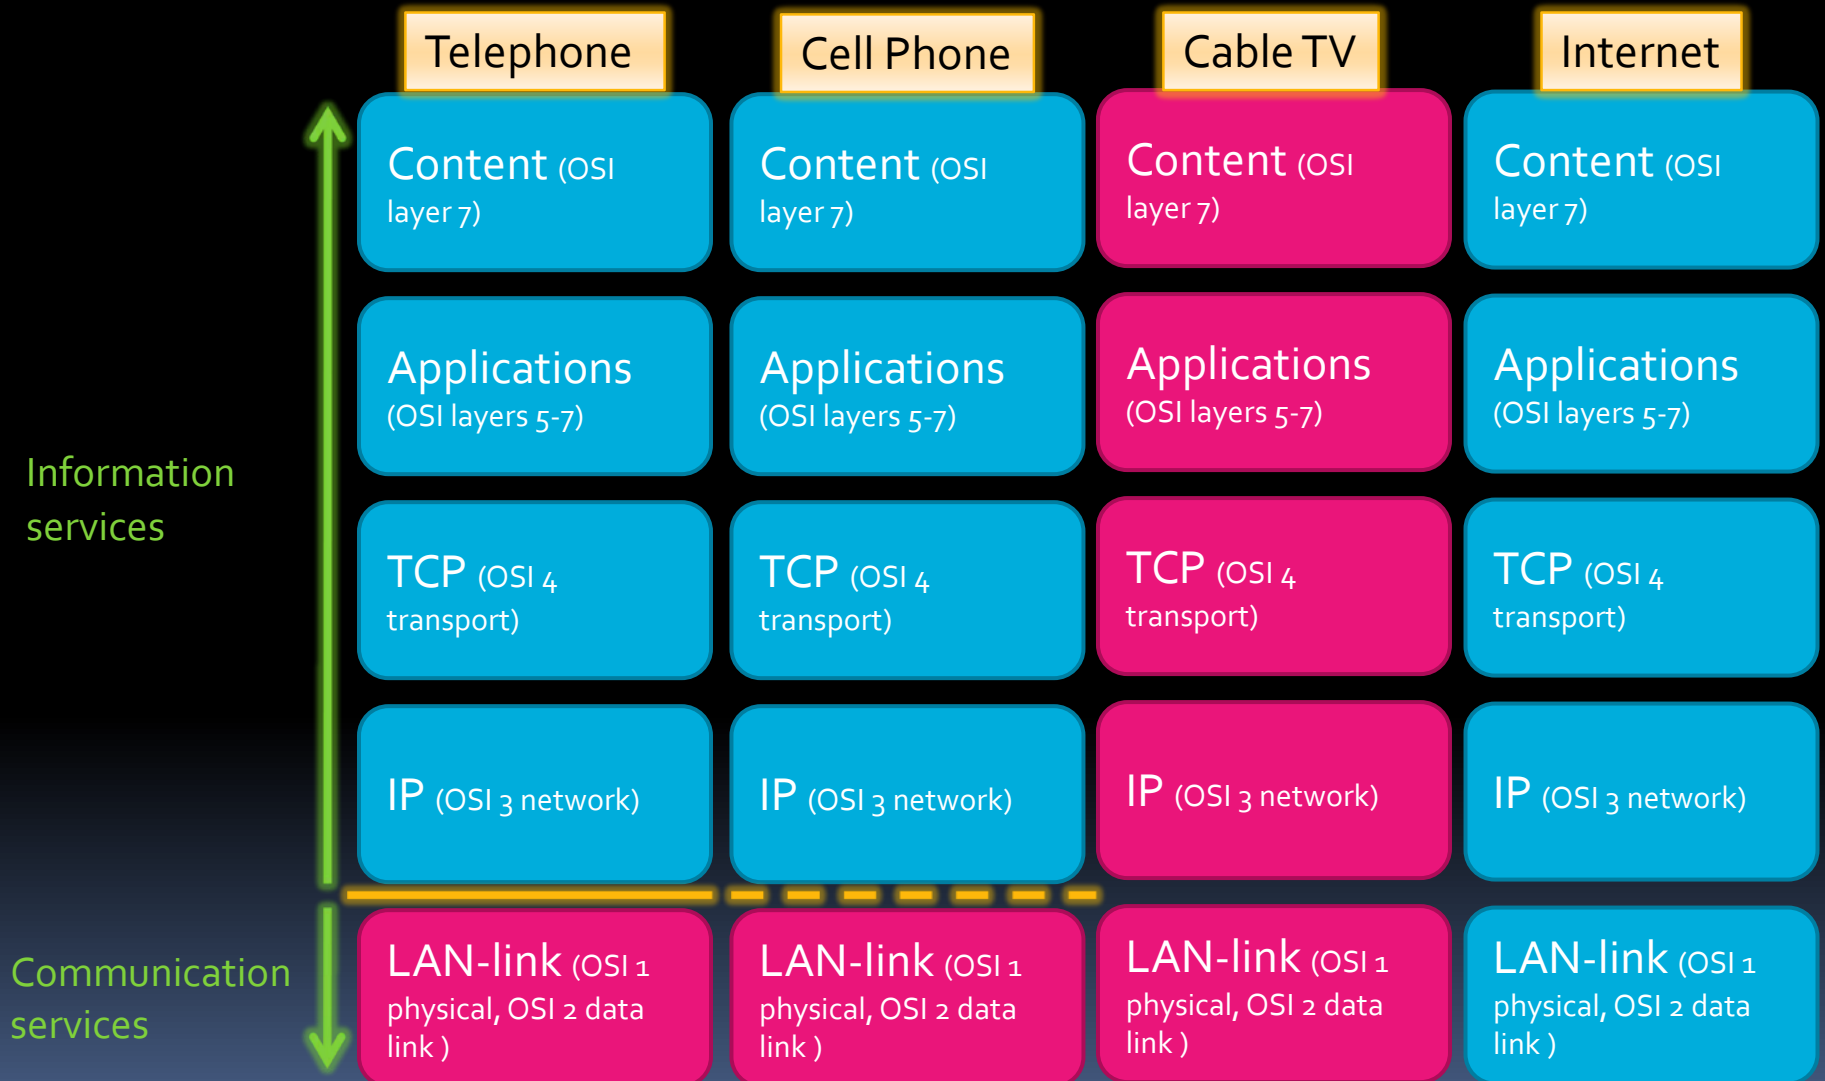 Telephone
Cell Phone
Cable TV
Internet
Content (OSI
layer 7)
Content (OSI
layer 7)
Content (OSI
layer 7)
Content (OSI
layer 7)
Applications
(OSI layers 5-7)
Applications
(OSI layers 5-7)
Applications
(OSI layers 5-7)
Applications
(OSI layers 5-7)
Information
services
TCP (OSI 4
transport)
TCP (OSI 4
transport)
TCP (OSI 4
transport)
TCP (OSI 4
transport)
IP (OSI 3 network)
IP (OSI 3 network)
IP (OSI 3 network)
IP (OSI 3 network)
Communication
services
LAN-link (OSI 1
physical, OSI 2 data
link )
LAN-link (OSI 1
physical, OSI 2 data
link )
LAN-link (OSI 1
physical, OSI 2 data
link )
LAN-link (OSI 1
physical, OSI 2 data
link )